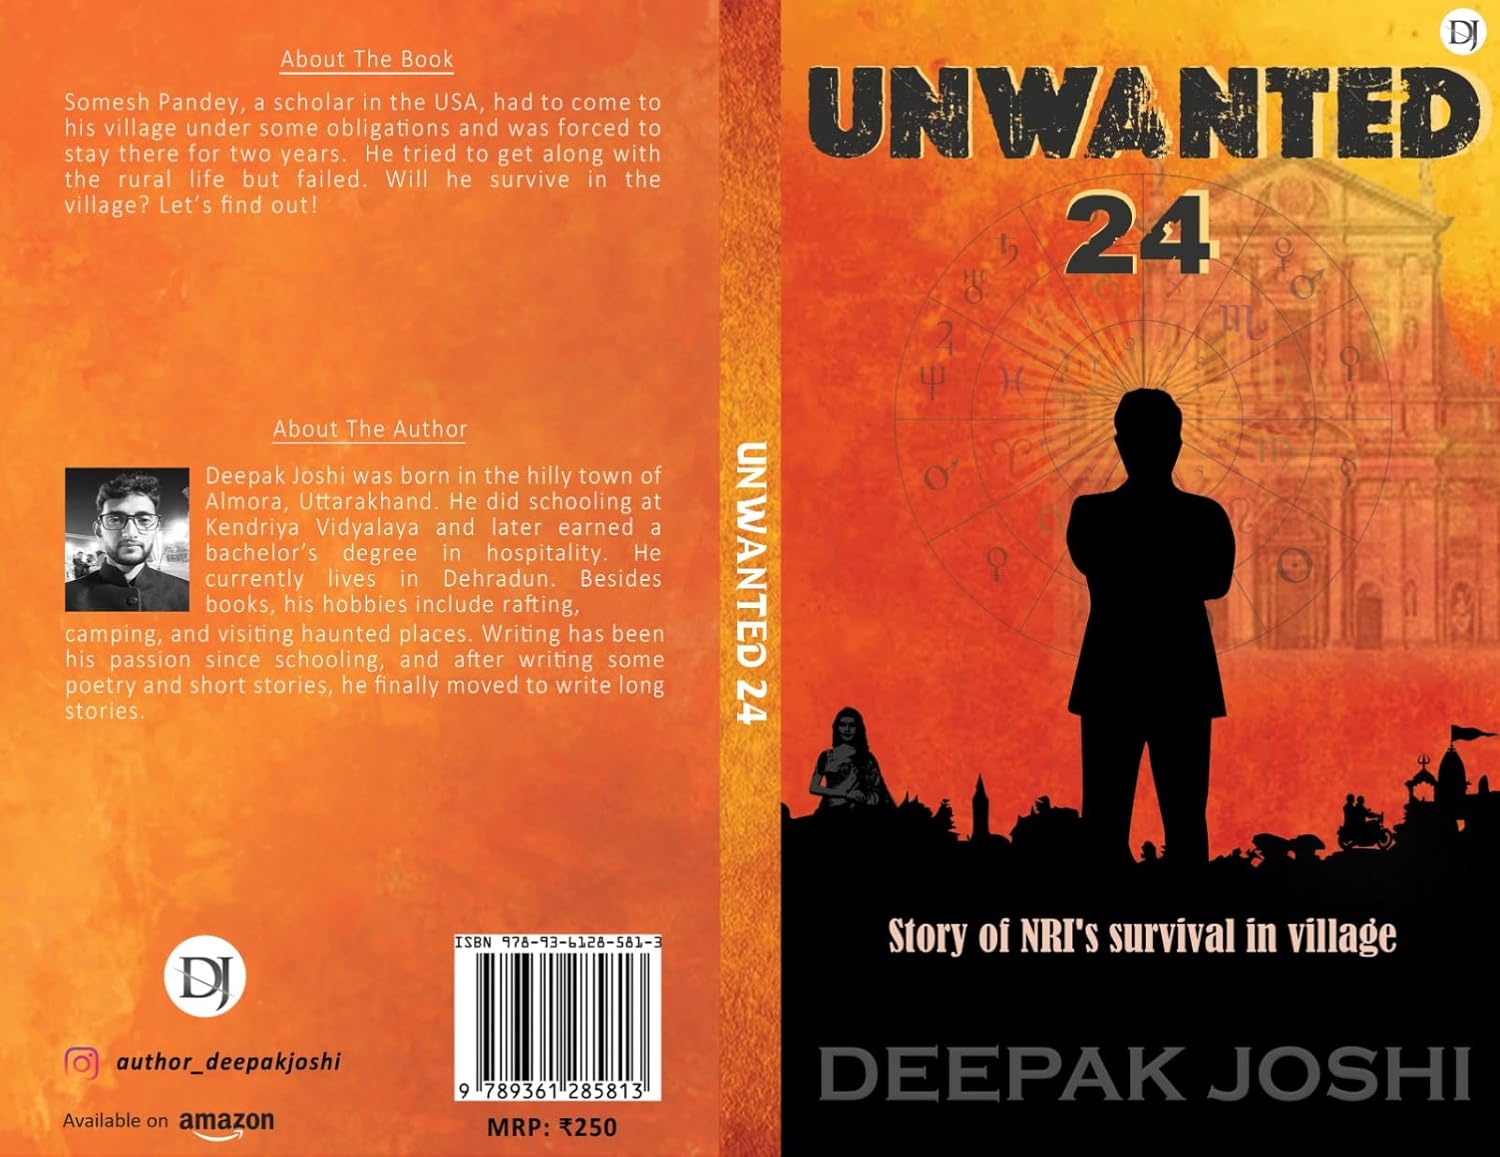 About The Book
Somesh Pandey, a scholar in the USA, had to come to
his village under some obligations and was forced to
stay there for two years. He tried to get along with
the rural life but failed. Will he survive in the
village? Let's find out!
About The Author
Deepak Joshi was born in the hilly town of
Almora, Uttarakhand. He did schooling at
Kendriya Vidyalaya and later earned a
bachelor's degree in hospitality. He
currently lives in Dehradun. Besides
books, his hobbies include rafting,
camping, and visiting haunted places. Writing has been
his passion since schooling, and after writing some
poetry and short stories, he finally moved to write long
stories.
DJ
author_deepakjoshi
Available on amazon
ISBN 978-93-6128-581-3
9 789361 285813
MRP: ₹250
UNWANTED 24
DJ
UNWANTED
24
Story of NRI's survival in village
DEEPAK JOSHI